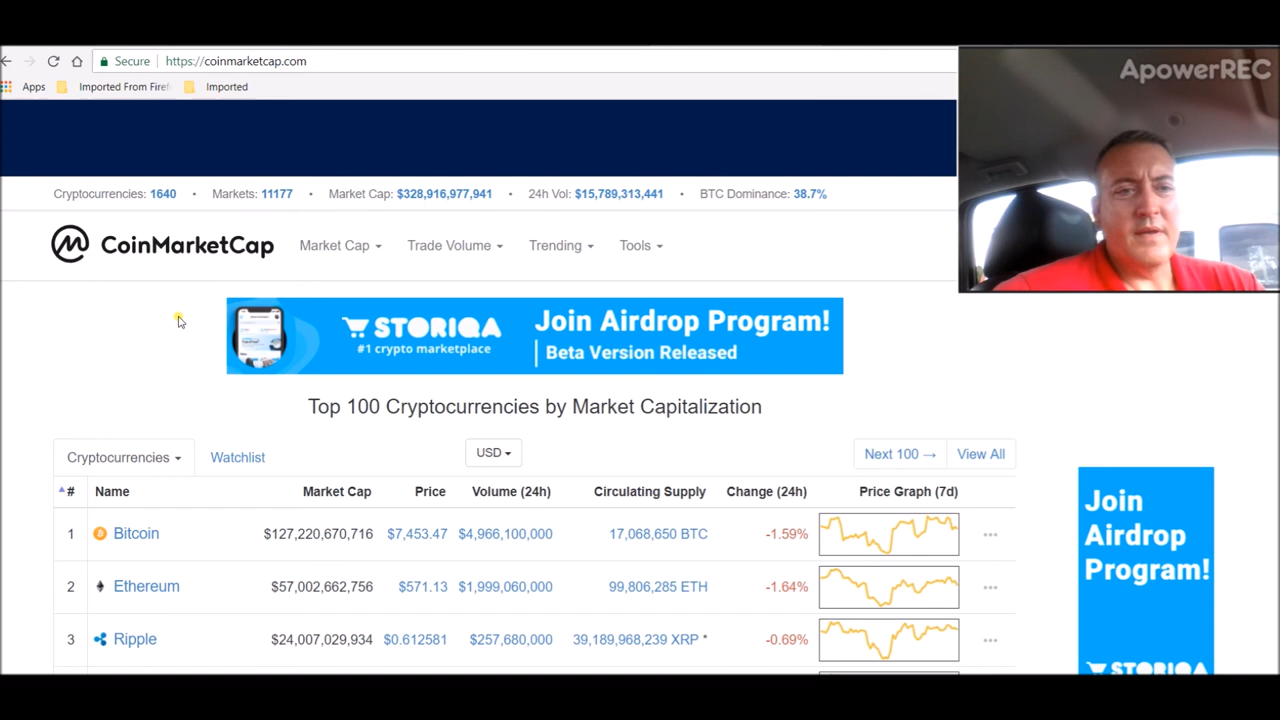 ApowerREC
Secure https://coinmarketcap.com
Apps Imported From Firef Imported
Cryptocurrencies: 1640 • Markets: 11177 • Market Cap: $328,916,977,941 • 24h Vol: $15,789,313,441 • BTC Dominance: 38.7%
CoinMarketCap Market Cap Trade Volume Trending Tools
STORIQA
#1 crypto marketplace
Join Airdrop Program!
Beta Version Released
Top 100 Cryptocurrencies by Market Capitalization
Cryptocurrencies Watchlist USD Next 100 → View All
# Name Market Cap Price Volume (24h) Circulating Supply Change (24h) Price Graph (7d)
1 Bitcoin $127,220,670,716 $7,453.47 $4,966,100,000 17,068,650 BTC -1.59%
2 Ethereum $57,002,662,756 $571.13 $1,999,060,000 99,806,285 ETH -1.64%
3 Ripple $24,007,029,934 $0.612581 $257,680,000 39,189,968,239 XRP * -0.69%
Join
Airdrop
Program!
STORIQA